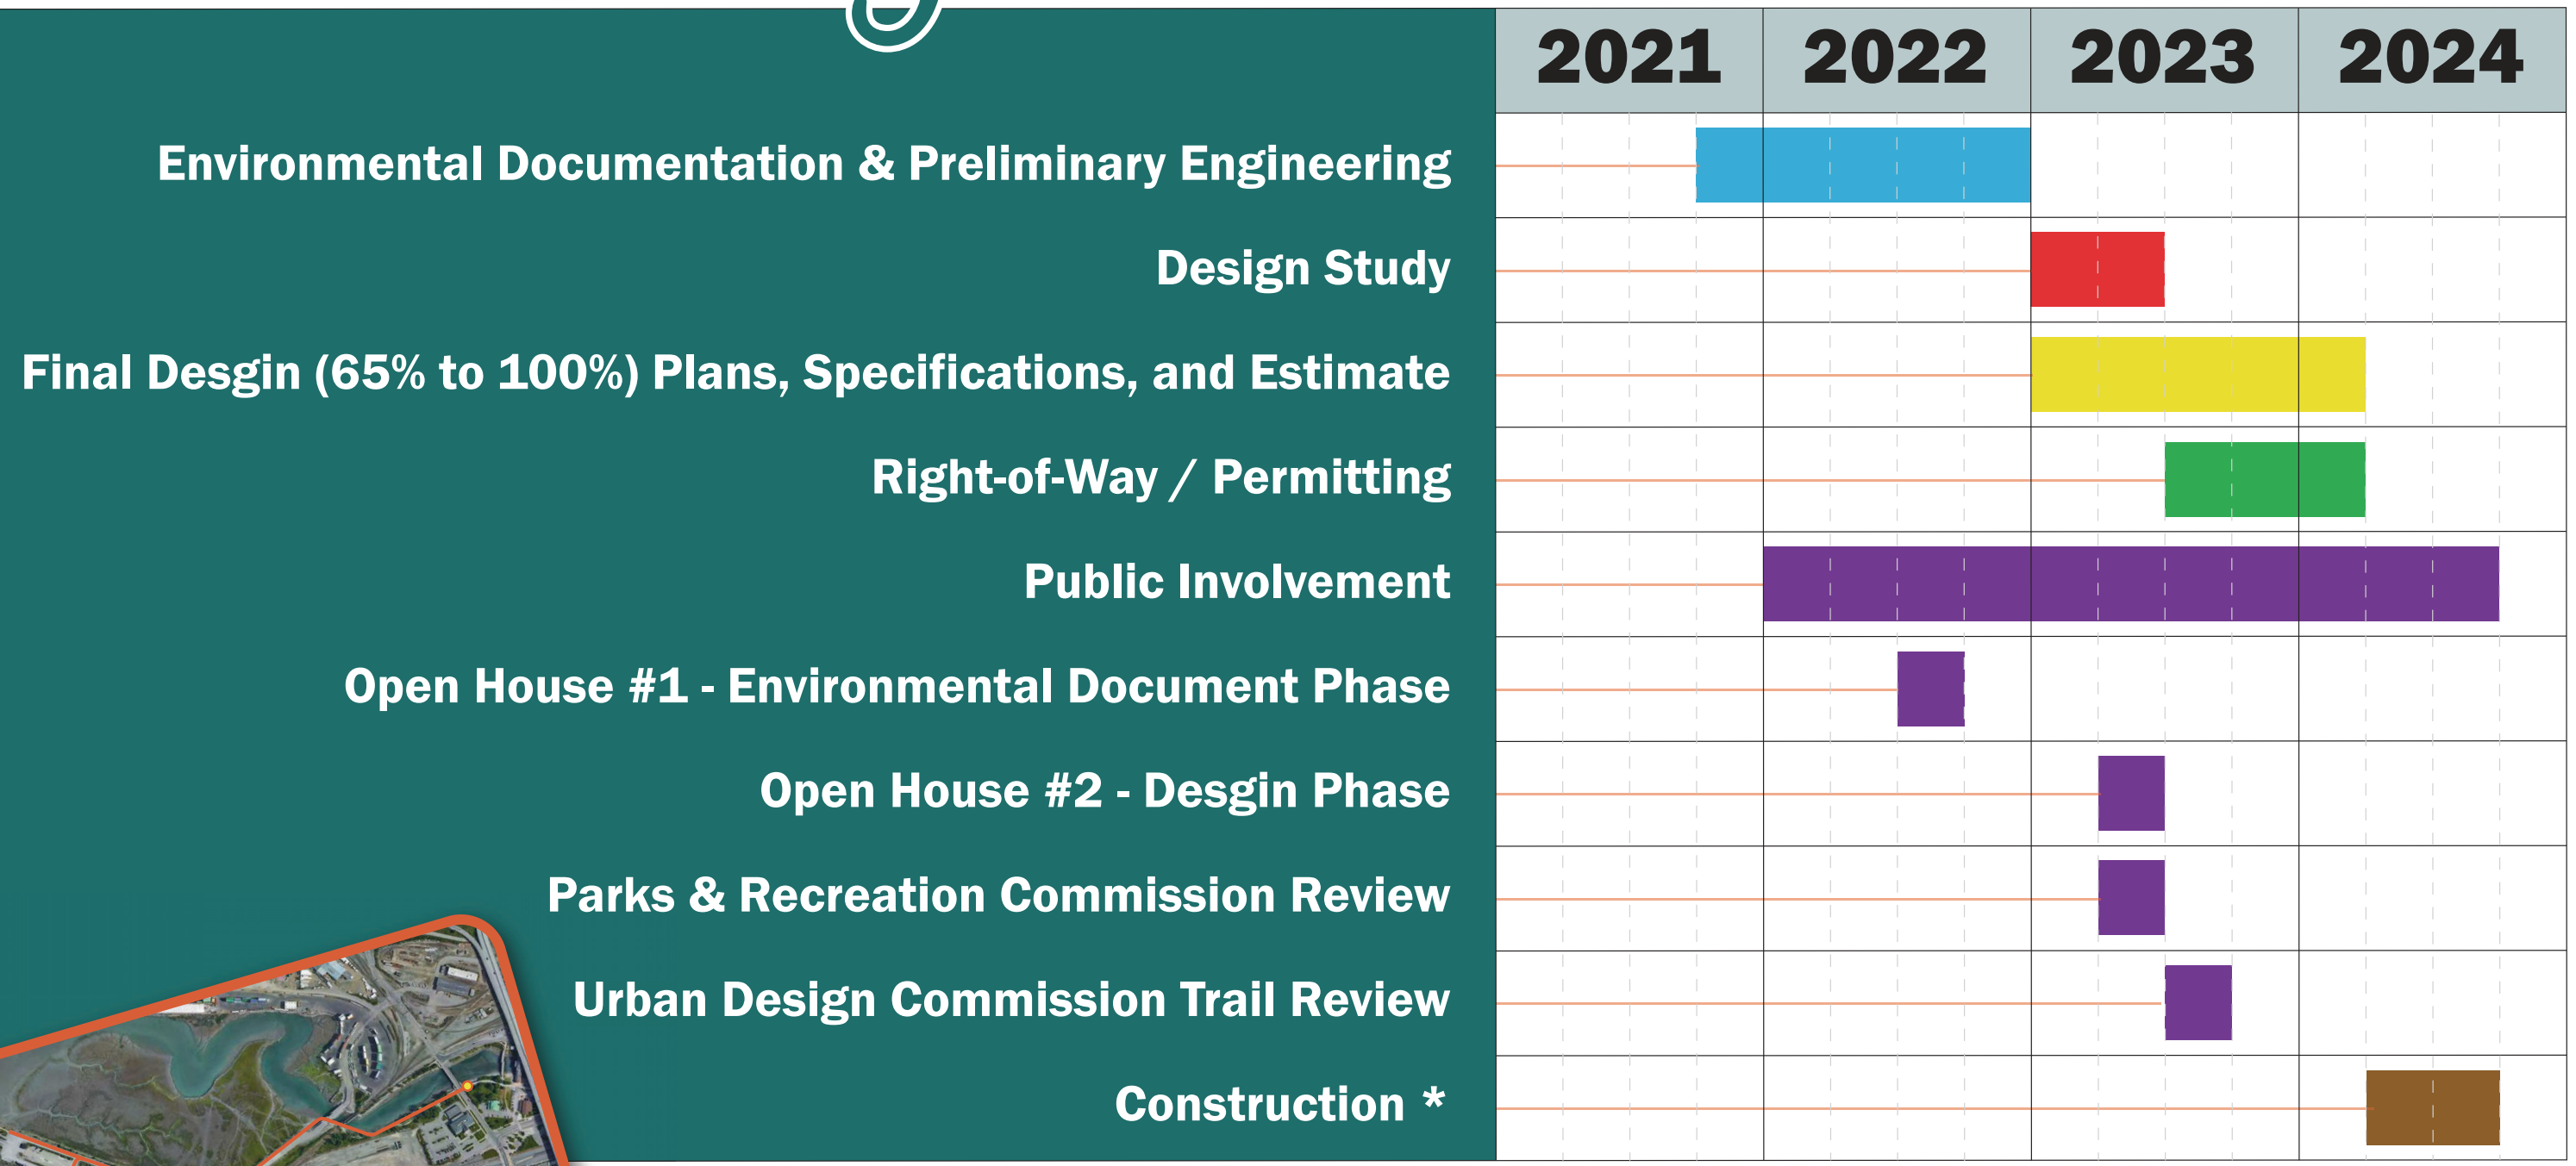 2021 2022 2023 2024
Environmental Documentation & Preliminary Engineering
Design Study
Final Desgin (65% to 100%) Plans, Specifications, and Estimate
Right-of-Way / Permitting
Public Involvement
Open House #1 - Environmental Document Phase
Open House #2 - Desgin Phase
Parks & Recreation Commission Review
Urban Design Commission Trail Review
Construction *